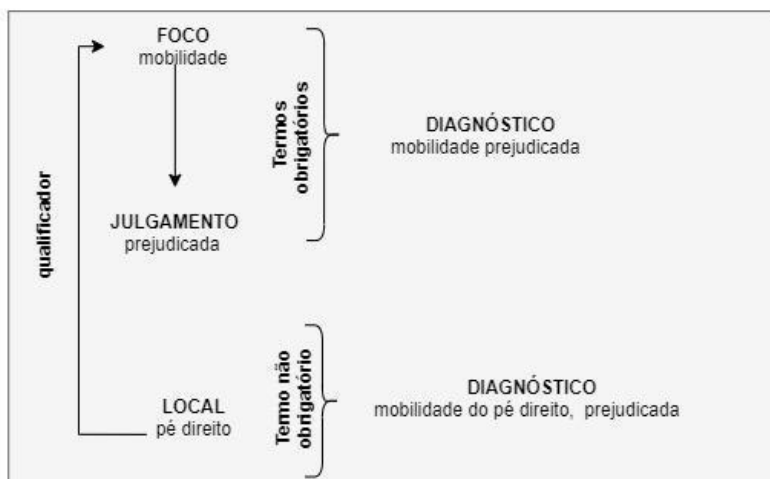 FOCO
mobilidade
Termos
obrigatórios
DIAGNÓSTICO
mobilidade prejudicada
JULGAMENTO
prejudicada
qualificador
LOCAL
pé direito
Termo não
obrigatório
DIAGNÓSTICO
mobilidade do pé direito, prejudicada